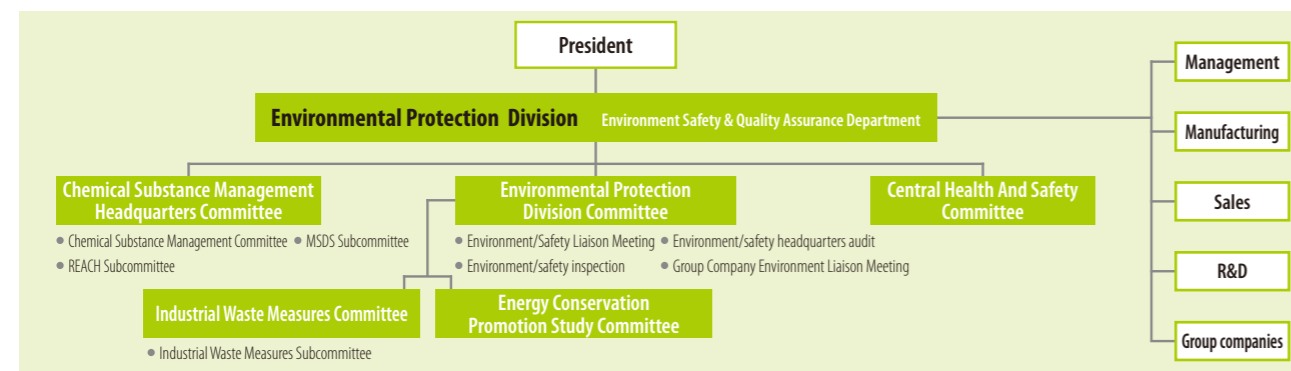 President
Environmental Protection Division Environment Safety & Quality Assurance Department
Chemical Substance Management
Headquarters Committee
● Chemical Substance Management Committee ● MSDS Subcommittee
● REACH Subcommittee
Environmental Protection
Division Committee
● Environment/Safety Liaison Meeting ● Environment/safety headquarters audit
● Environment/safety inspection ● Group Company Environment Liaison Meeting
Central Health And Safety
Committee
Industrial Waste Measures Committee
● Industrial Waste Measures Subcommittee
Energy Conservation
Promotion Study Committee
Management
Manufacturing
Sales
R&D
Group companies